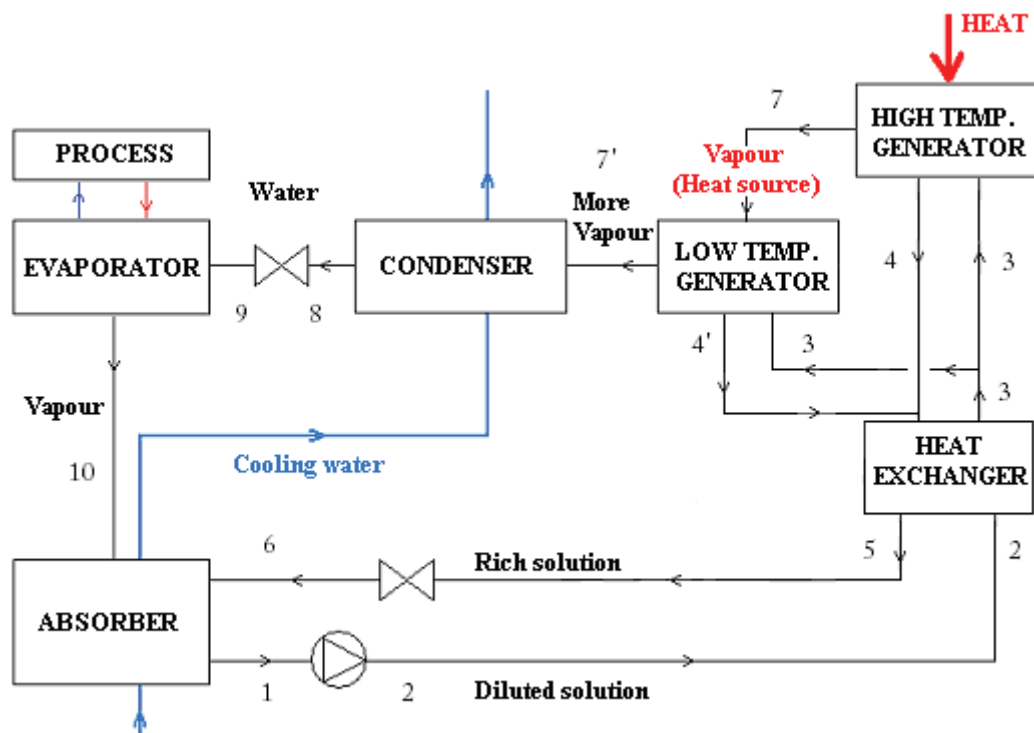 HEAT
7
HIGH TEMP.
GENERATOR
PROCESS
Vapour
(Heat source)
7'
Water
More
Vapour
EVAPORATOR
CONDENSER
LOW TEMP.
GENERATOR
4
3
9
8
4'
3
3
Vapour
HEAT
EXCHANGER
Cooling water
10
6
5
2
Rich solution
ABSORBER
1
2
Diluted solution